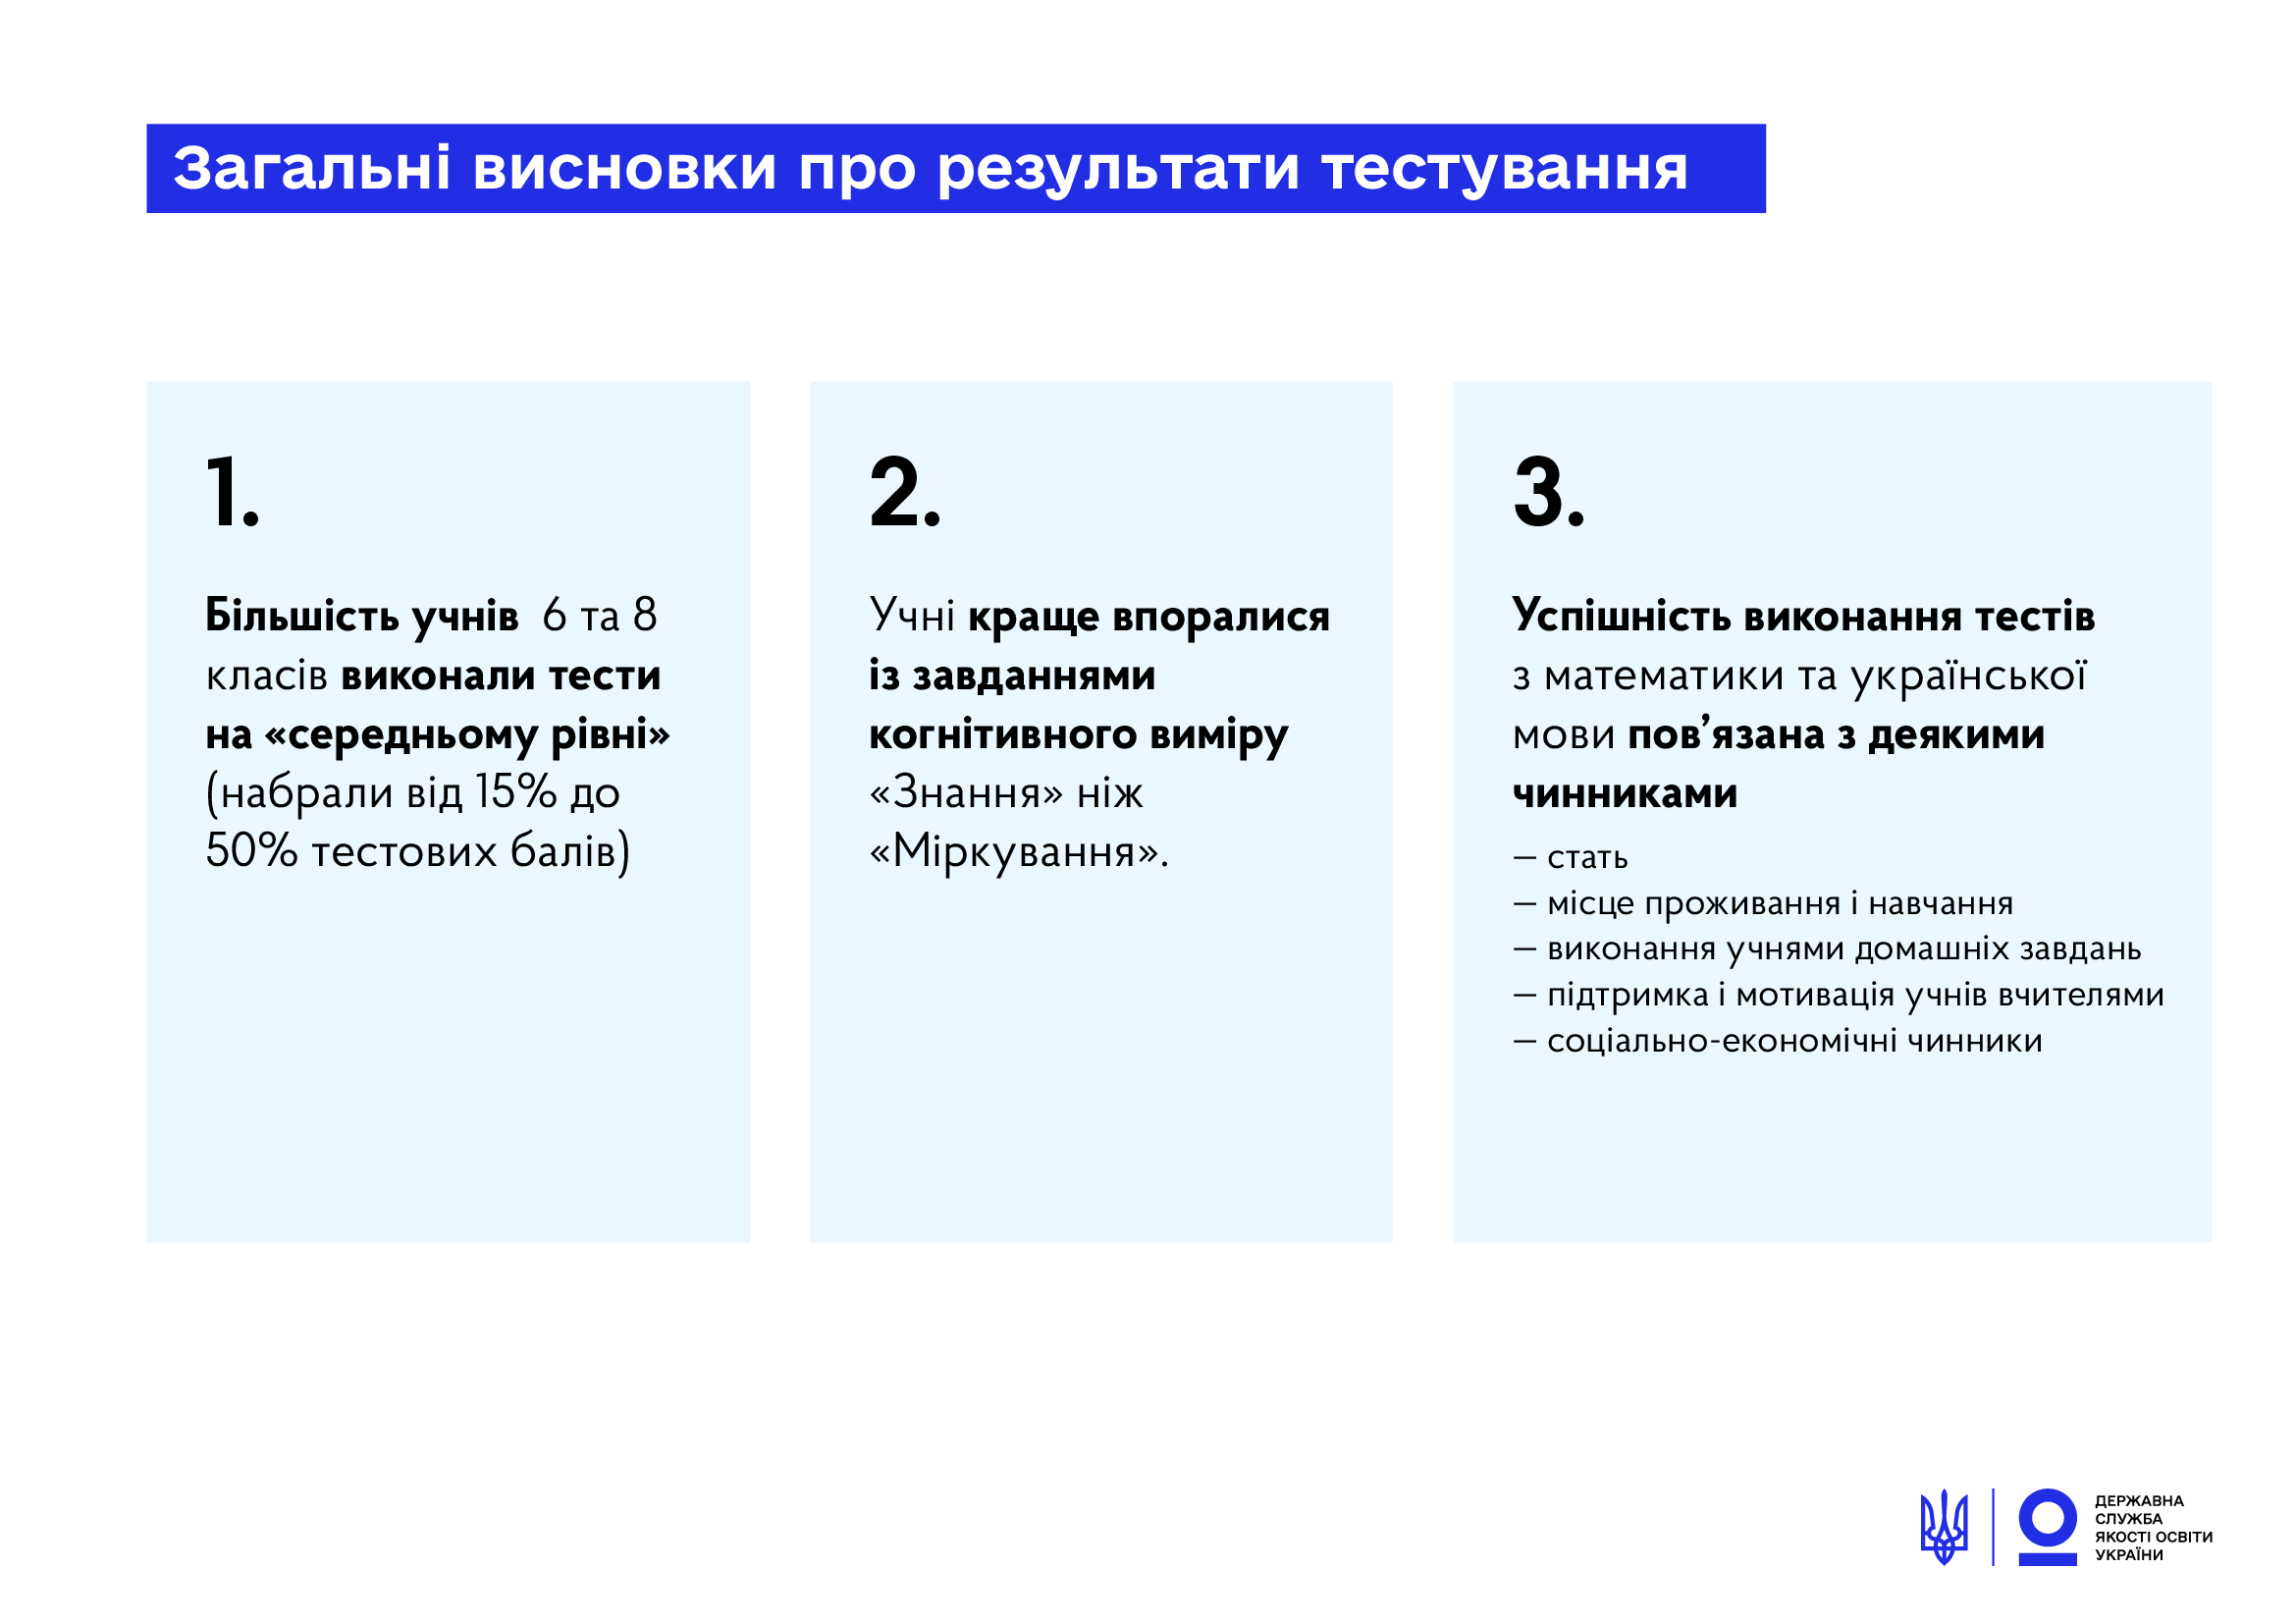 Загальні висновки про результати тестування
1.
Більшість учнів 6 та 8
класів виконали тести
на «середньому рівні»
(набрали від 15% до
50% тестових балів)
2.
Учні краще впоралися
із завданнями
когнітивного виміру
«Знання» ніж
«Міркування».
3.
Успішність виконання тестів
з математики та української
мови пов’язана з деякими
чинниками
– стать
– місце проживання і навчання
– виконання учнями домашніх завдань
– підтримка і мотивація учнів вчителями
– соціально-економічні чинники
ДЕРЖАВНА
СЛУЖБА
ЯКОСТІ ОСВІТИ
УКРАЇНИ